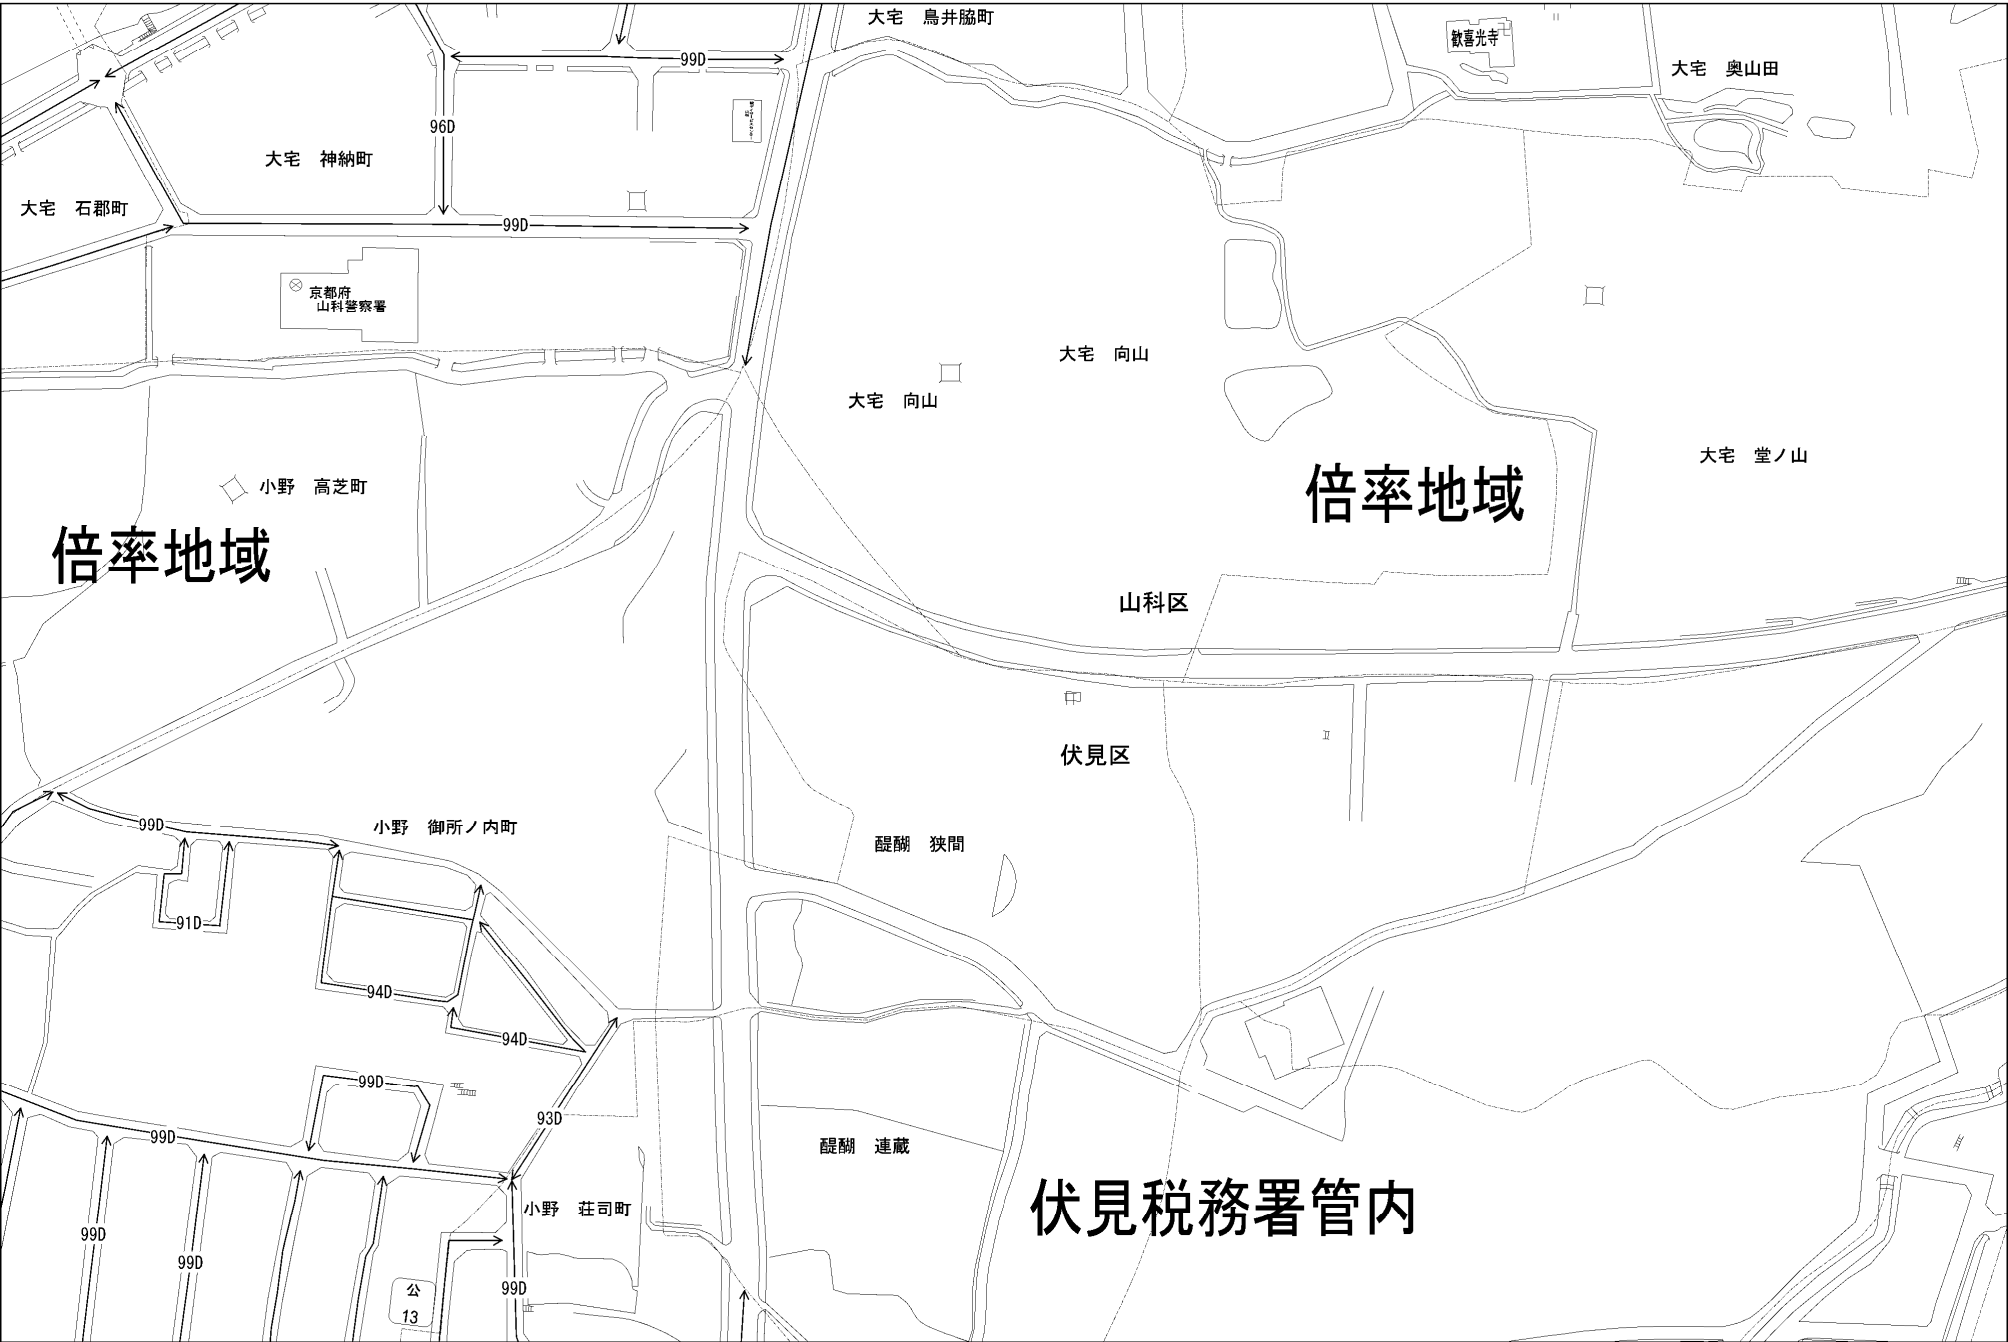 大宅　鳥井脇町
歓喜光寺
大宅　奥山田
99D
96D
大宅　神納町
大宅　石郡町
99D
京都府
山科警察署
大宅　向山
大宅　向山
大宅　堂ノ山
小野　高芝町
倍率地域
倍率地域
山科区
伏見区
99D
小野　御所ノ内町
醍醐　狭間
91D
94D
94D
99D
93D
99D
醍醐　連蔵
小野　荘司町
伏見税務署管内
99D
99D
99D
公
13